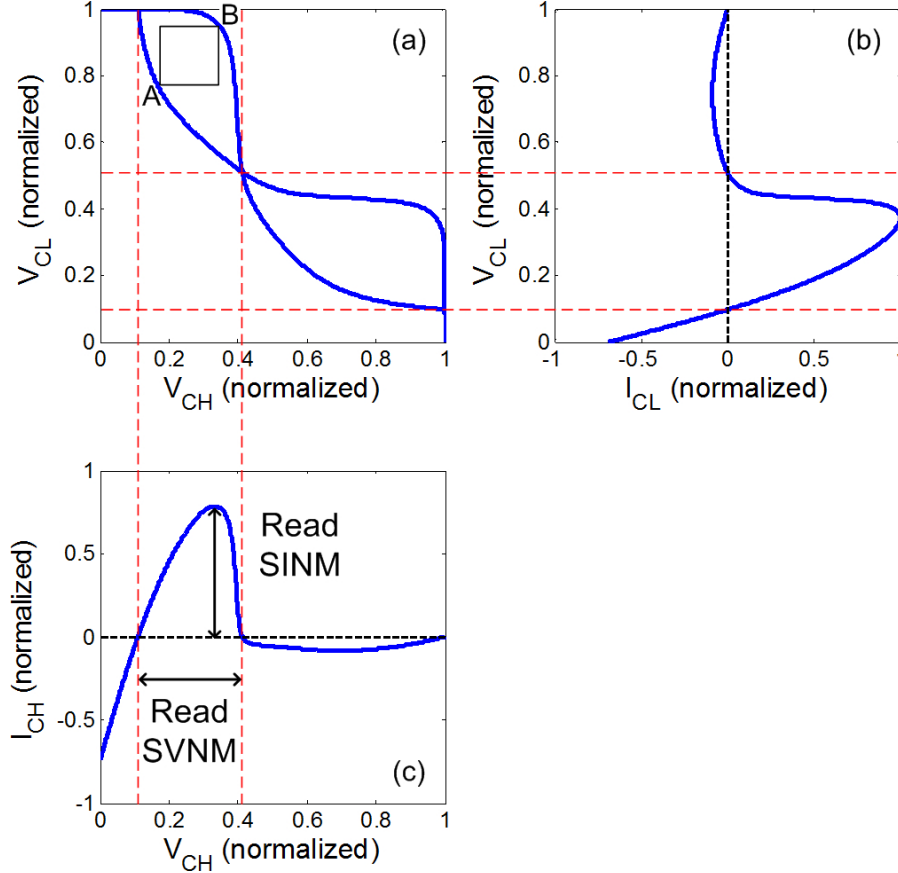 1
0.8
0.6
0.4
0.2
0
V_CL (normalized)
A
B
(a)
0 0.2 0.4 0.6 0.8 1
V_CH (normalized)
1
0.8
0.6
0.4
0.2
0
V_CL (normalized)
(b)
-1 -0.5 0 0.5 1
I_CL (normalized)
1
0.5
0
-0.5
-1
I_CH (normalized)
Read
SINM
Read
SVNM
(c)
0 0.2 0.4 0.6 0.8 1
V_CH (normalized)